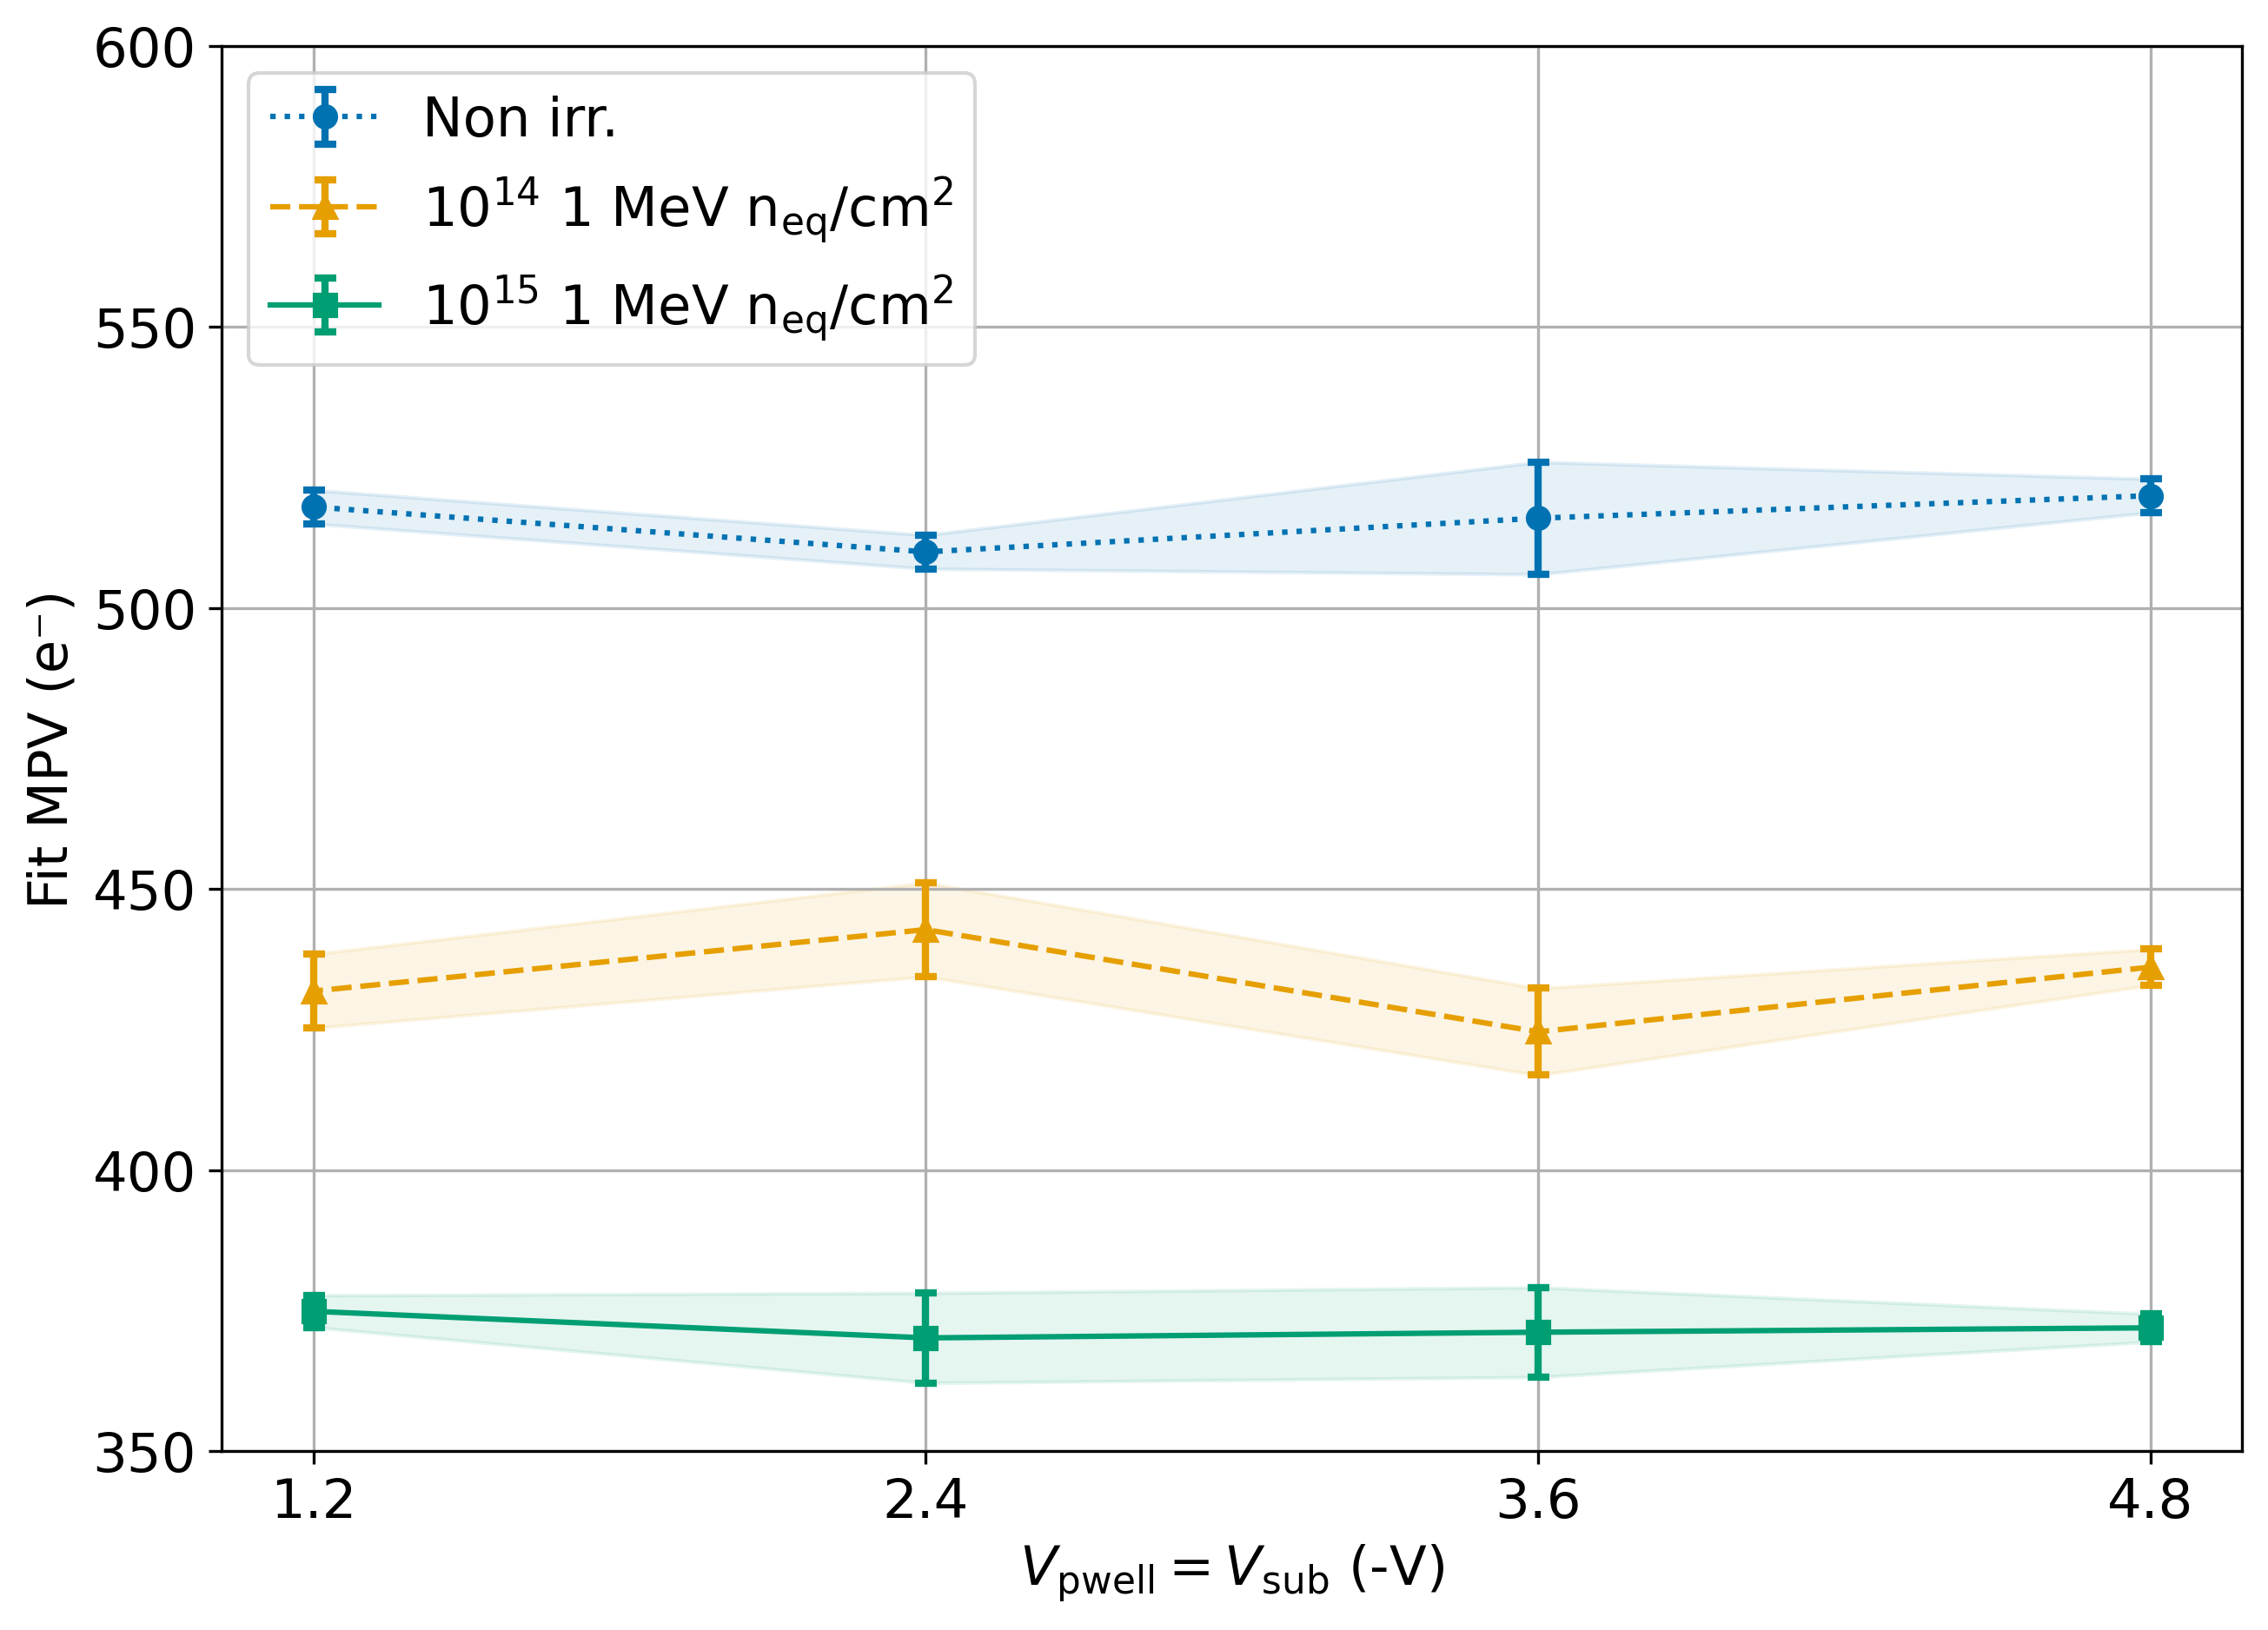 600
550
500
450
400
350
Fit MPV (e⁻)
Non irr.
10¹⁴ 1 MeV n_eq/cm²
10¹⁵ 1 MeV n_eq/cm²
1.2 2.4 3.6 4.8
V_pwell = V_sub (-V)